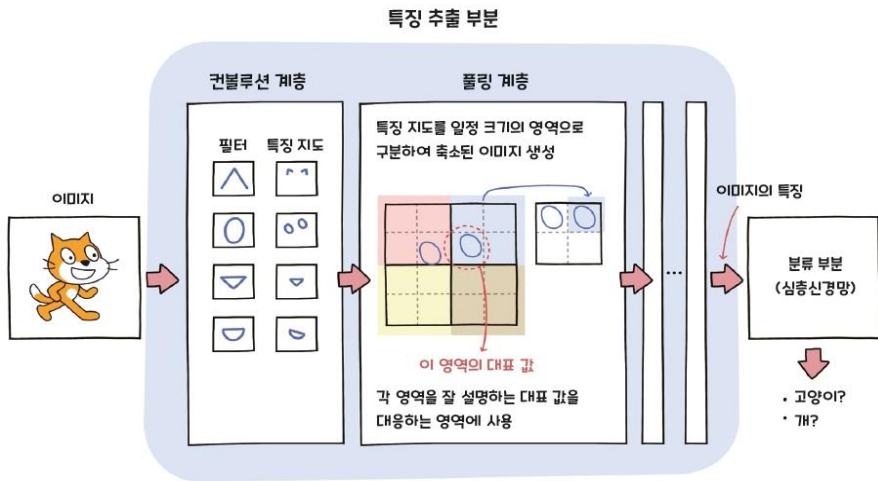 특징 추출 부분
컨볼루션 계층
풀링 계층
필터
특징 지도
특징 지도를 일정 크기의 영역으로
구분하여 축소된 이미지 생성
이 영역의 대표 값
각 영역을 잘 설명하는 대표 값을
대응하는 영역에 사용
이미지
...
이미지의 특징
분류 부분
(심층신경망)
• 고양이?
• 개?